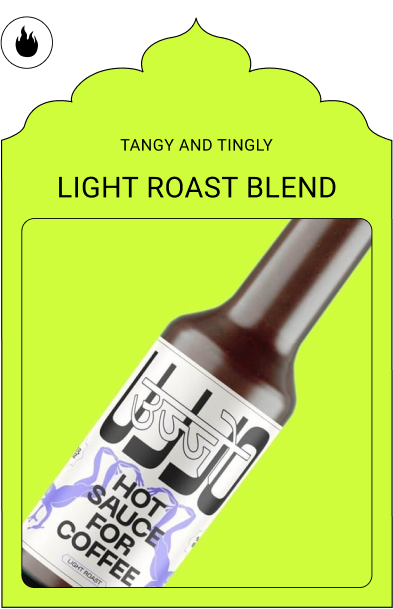 TANGY AND TINGLY
LIGHT ROAST BLEND
HOT
SAUCE
FOR
COFFEE
LIGHT ROAST